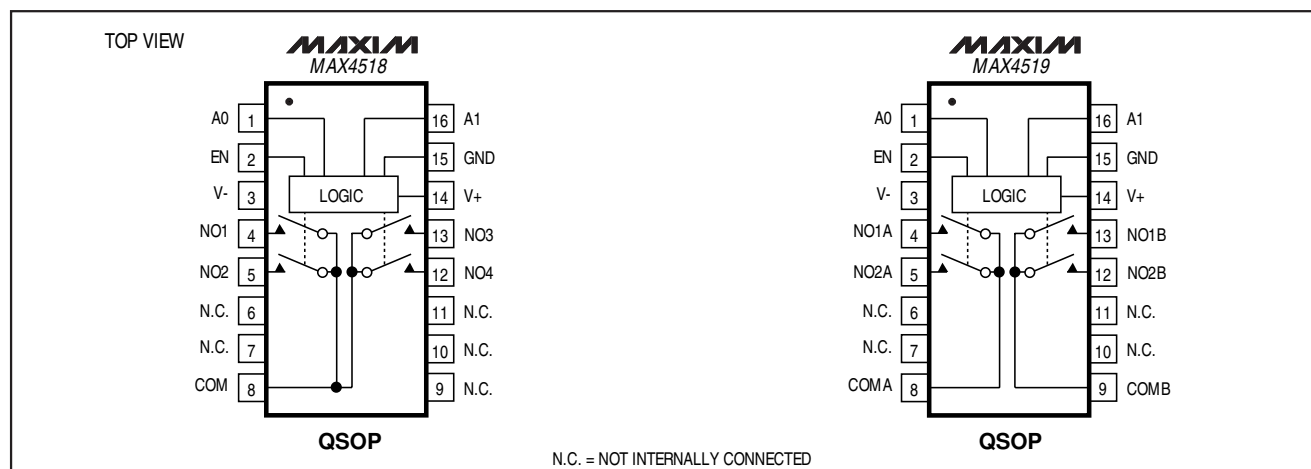 TOP VIEW
MAXIM
MAX4518
A0 1
EN 2
V- 3
NO1 4
NO2 5
N.C. 6
N.C. 7
COM 8
16 A1
15 GND
14 V+
13 NO3
12 NO4
11 N.C.
10 N.C.
9 N.C.
LOGIC
QSOP
MAXIM
MAX4519
A0 1
EN 2
V- 3
NO1A 4
NO2A 5
N.C. 6
N.C. 7
COMA 8
16 A1
15 GND
14 V+
13 NO1B
12 NO2B
11 N.C.
10 N.C.
9 COMB
LOGIC
QSOP
N.C. = NOT INTERNALLY CONNECTED